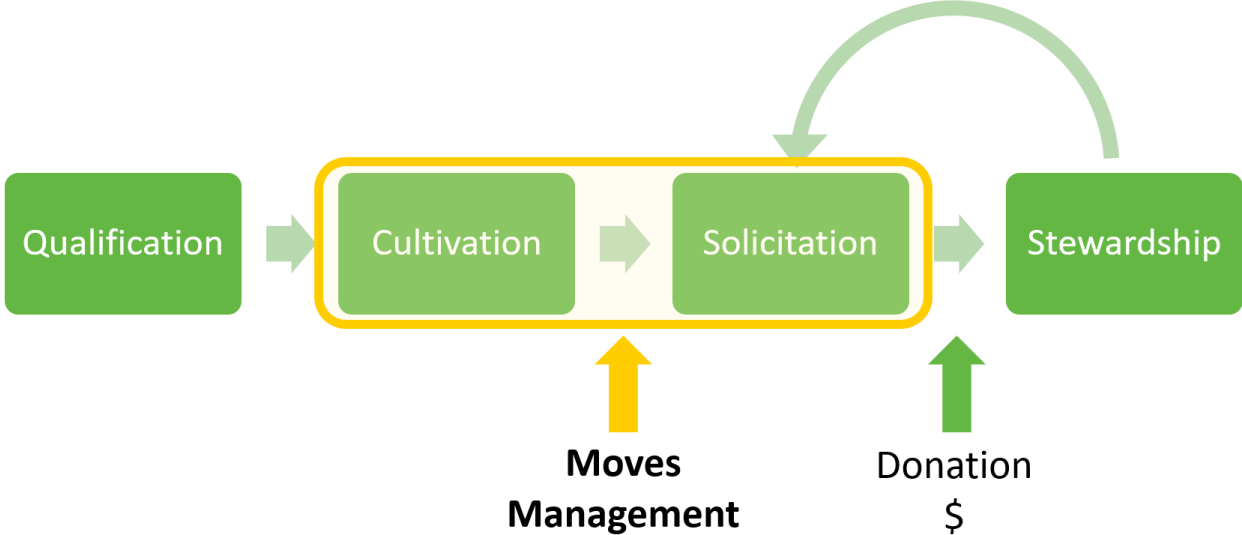 Qualification
Cultivation
Solicitation
Stewardship
Moves
Management
Donation
$